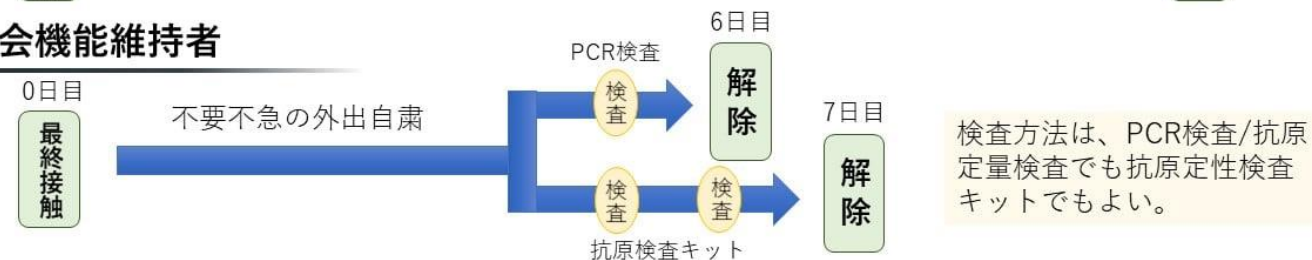 会機能維持者
0日目
最終接触
不要不急の外出自粛
PCR検査
検査
6日目
解除
検査
検査
抗原検査キット
7日目
解除
検査方法は、PCR検査/抗原
定量検査でも抗原定性検査
キットでもよい。